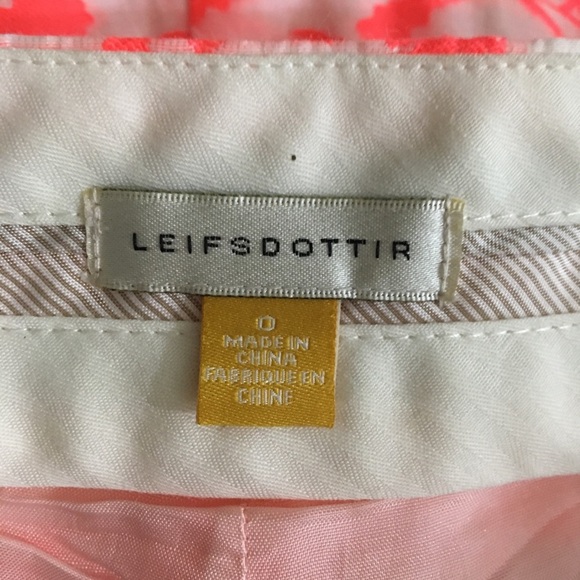 LEIFSDOTTIR
0
MADE IN
CHINA
FABRIQUE EN
CHINE